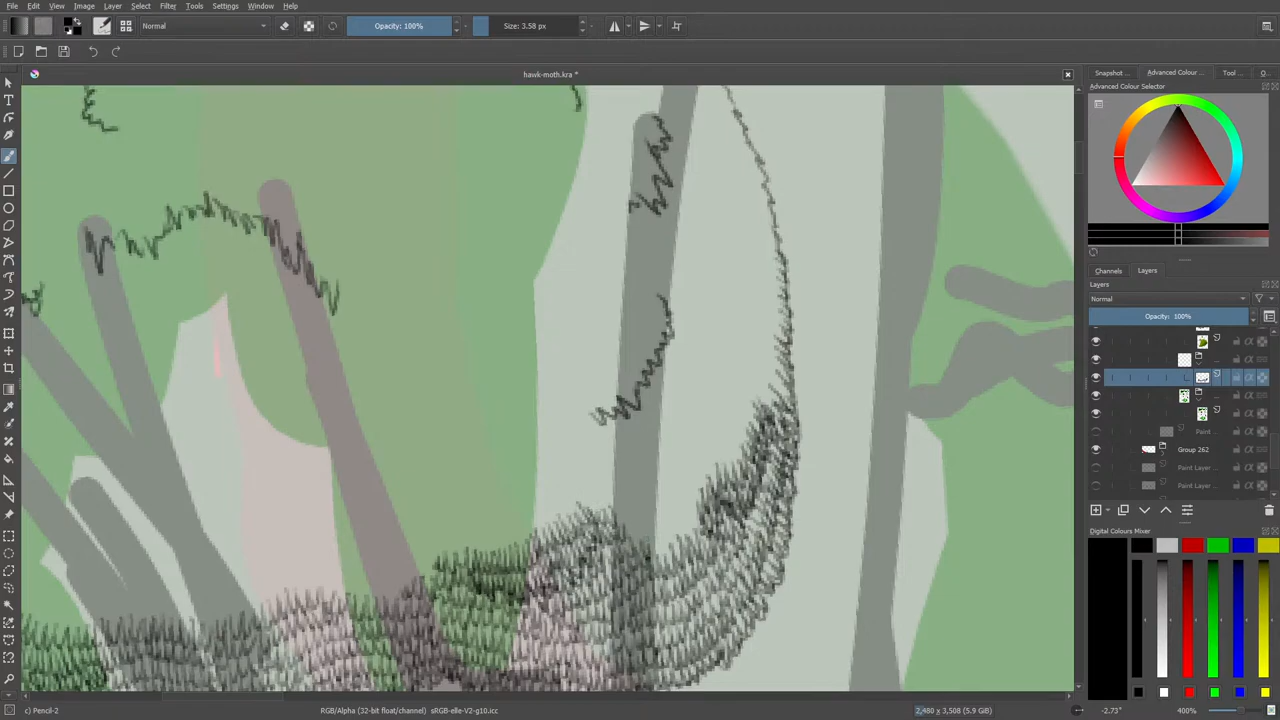 File Edit View Image Layer Select Filter Tools Settings Window Help
Normal Opacity: 100% Size: 3.58 px
hawk-moth.kra *
Snapshot ... Advanced Colour ... Tool ... O...
Advanced Colour Selector
Channels Layers
Layers
Normal
Opacity: 100%
Paint ...
Group 262
Paint Layer ...
Paint Layer ...
Digital Colours Mixer
c) Pencil-2 RGB/Alpha (32-bit float/channel) sRGB-elle-V2-g10.icc 2,480 x 3,508 (5.9 GiB) -2.73° 400%